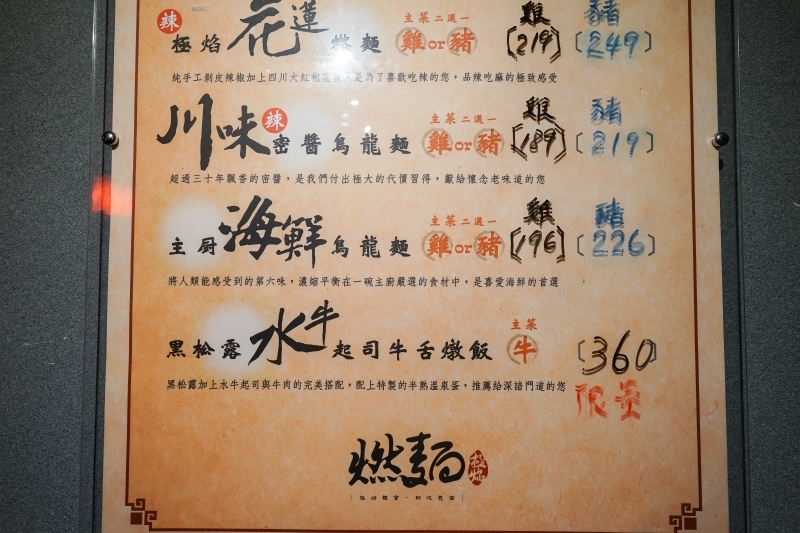 辣 極焰花蓮燃麵 主菜二選一 雞or豬 雞〔219〕 豬〔249〕
純手工剝皮辣椒加上四川大紅袍花椒，是為了喜歡吃辣的您，品辣吃麻的極致感受
川味辣密醬烏龍麵 主菜二選一 雞or豬 雞〔189〕 豬〔219〕
超過三十年飄香的密醬，是我們付出極大的代價習得，獻給懷念老味道的您
主厨海鮮烏龍麵 主菜二選一 雞or豬 雞〔196〕 豬〔226〕
將人類能感受到的第六味，濃縮平衡在一碗主廚嚴選的食材中，是喜愛海鮮的首選
黑松露水牛起司牛舌燉飯 主菜 牛 〔360〕
黑松露加上水牛起司與牛肉的完美搭配，配上特製的半熟溫泉蛋，推薦給深諳門道的您
限量
燃麵 極焰